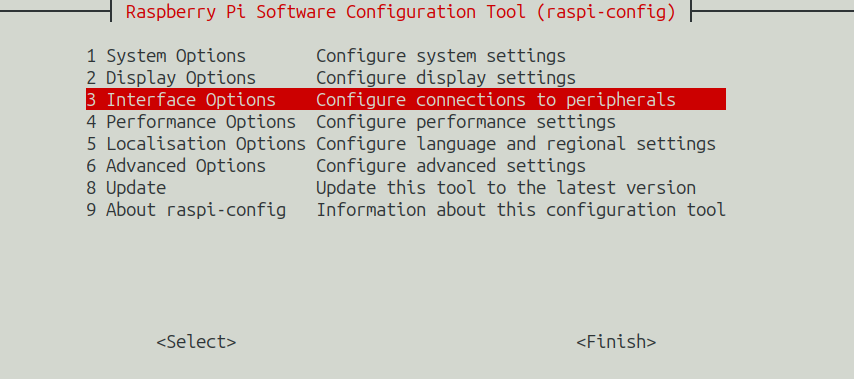 Raspberry Pi Software Configuration Tool (raspi-config)
1 System Options Configure system settings
2 Display Options Configure display settings
3 Interface Options Configure connections to peripherals
4 Performance Options Configure performance settings
5 Localisation Options Configure language and regional settings
6 Advanced Options Configure advanced settings
8 Update Update this tool to the latest version
9 About raspi-config Information about this configuration tool
<Select> <Finish>